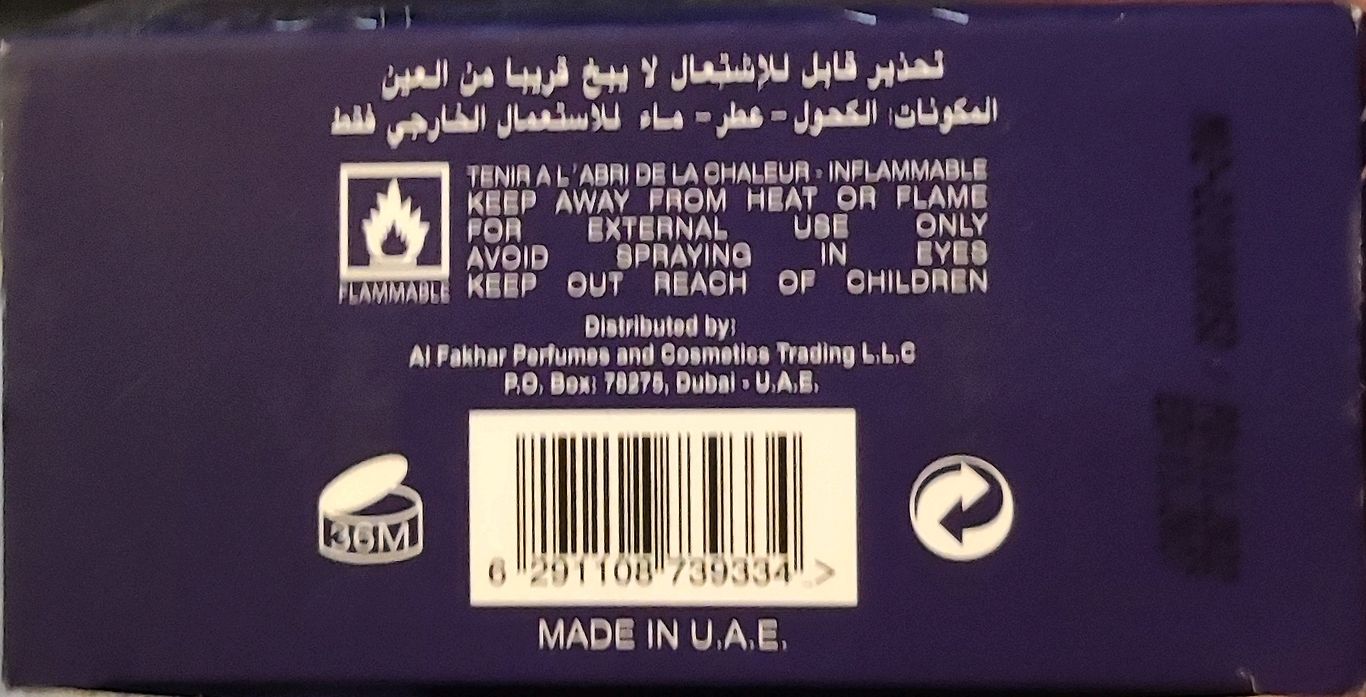 تحذير قابل للإشتعال لا يبخ قريبا من العين
المكونات: الكحول - عطر - ماء للاستعمال الخارجي فقط
TENIR A L'ABRI DE LA CHALEUR - INFLAMMABLE
KEEP AWAY FROM HEAT OR FLAME
FOR EXTERNAL USE ONLY
AVOID SPRAYING IN EYES
KEEP OUT REACH OF CHILDREN
FLAMMABLE
Distributed by:
Al Fakhar Perfumes and Cosmetics Trading L.L.C
P.O. Box: 78275, Dubai - U.A.E.
36M
6 291108 739334 >
MADE IN U.A.E.